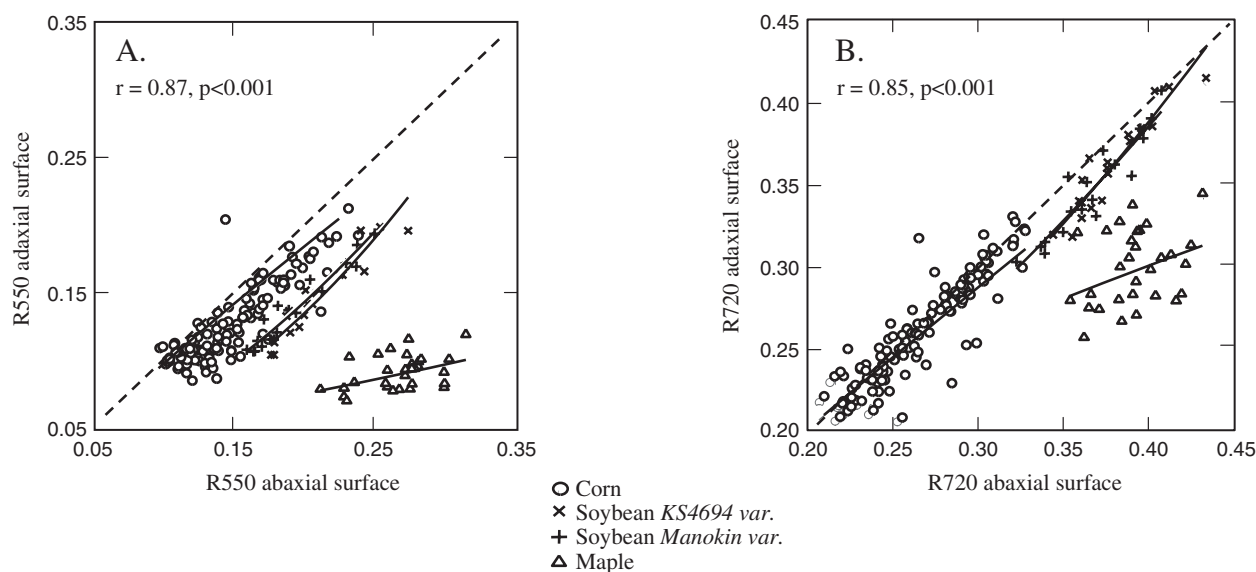 A.
r = 0.87, p<0.001
R550 adaxial surface
0.35
0.25
0.15
0.05
0.05 0.15 0.25 0.35
R550 abaxial surface
B.
r = 0.85, p<0.001
R720 adaxial surface
0.45
0.40
0.35
0.30
0.25
0.20
0.20 0.25 0.30 0.35 0.40 0.45
R720 abaxial surface
Corn
Soybean KS4694 var.
Soybean Manokin var.
Maple